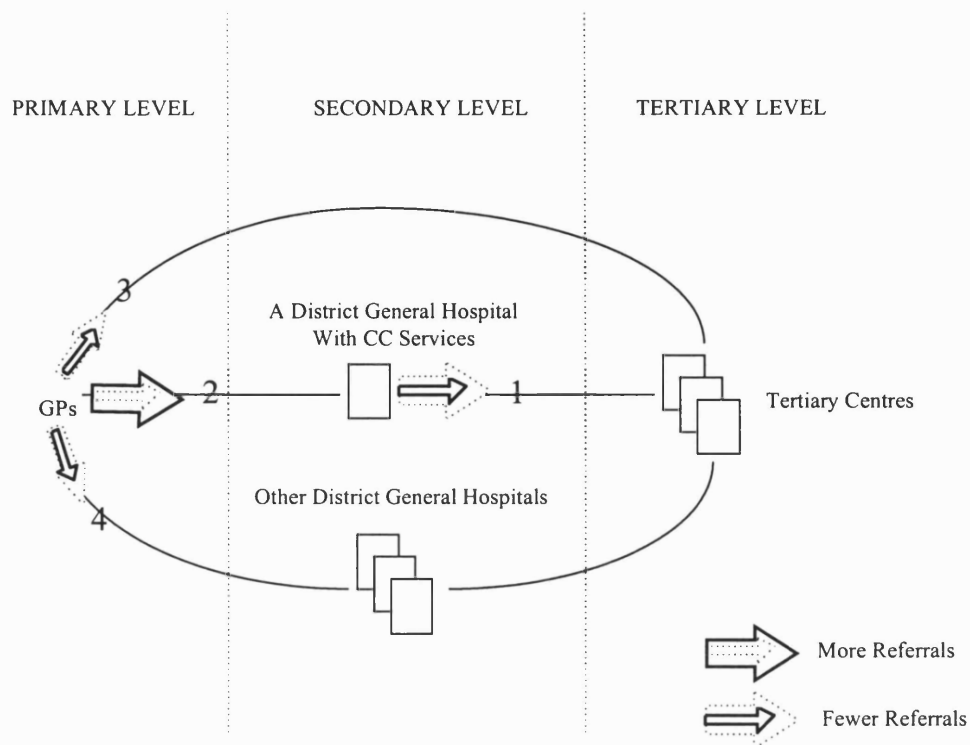 PRIMARY LEVEL
SECONDARY LEVEL
TERTIARY LEVEL
3
A District General Hospital
With CC Services
GPs
2
1
Tertiary Centres
Other District General Hospitals
4
More Referrals
Fewer Referrals